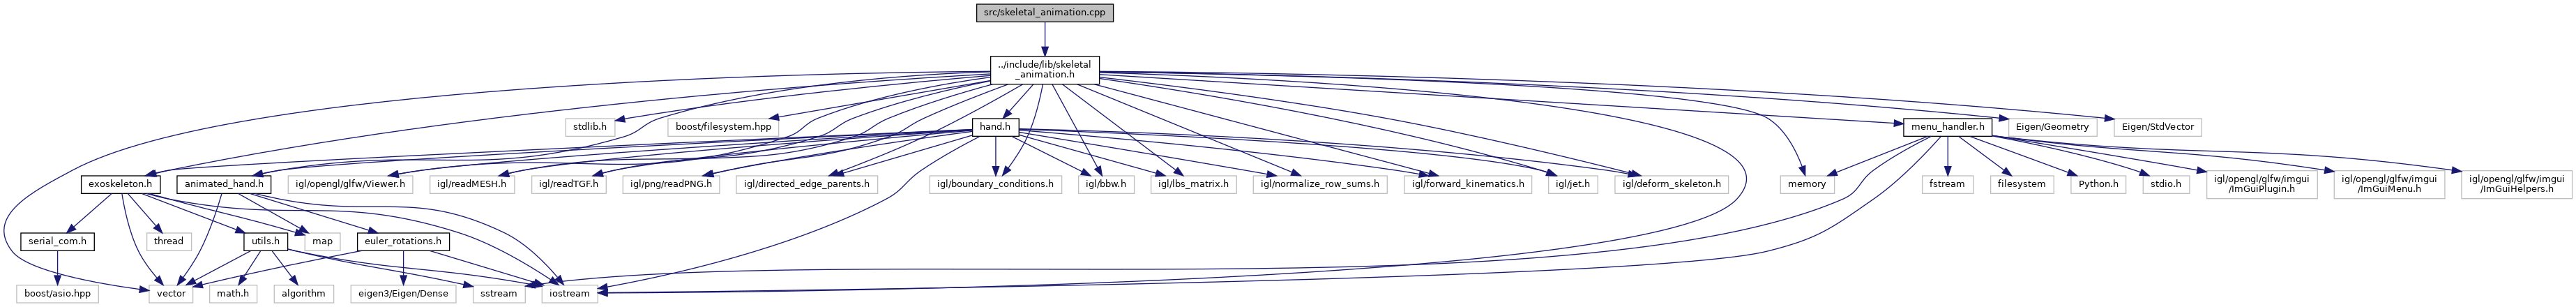 src/skeletal_animation.cpp
../include/lib/skeletal
_animation.h
stdlib.h
boost/filesystem.hpp
hand.h
menu_handler.h
Eigen/Geometry
Eigen/StdVector
exoskeleton.h
animated_hand.h
igl/opengl/glfw/Viewer.h
igl/readMESH.h
igl/readTGF.h
igl/png/readPNG.h
igl/directed_edge_parents.h
igl/boundary_conditions.h
igl/bbw.h
igl/lbs_matrix.h
igl/normalize_row_sums.h
igl/forward_kinematics.h
igl/jet.h
igl/deform_skeleton.h
memory
fstream
filesystem
Python.h
stdio.h
igl/opengl/glfw/imgui
/ImGuiPlugin.h
igl/opengl/glfw/imgui
/ImGuiMenu.h
igl/opengl/glfw/imgui
/ImGuiHelpers.h
serial_com.h
thread
utils.h
map
euler_rotations.h
boost/asio.hpp
vector
math.h
algorithm
eigen3/Eigen/Dense
sstream
iostream